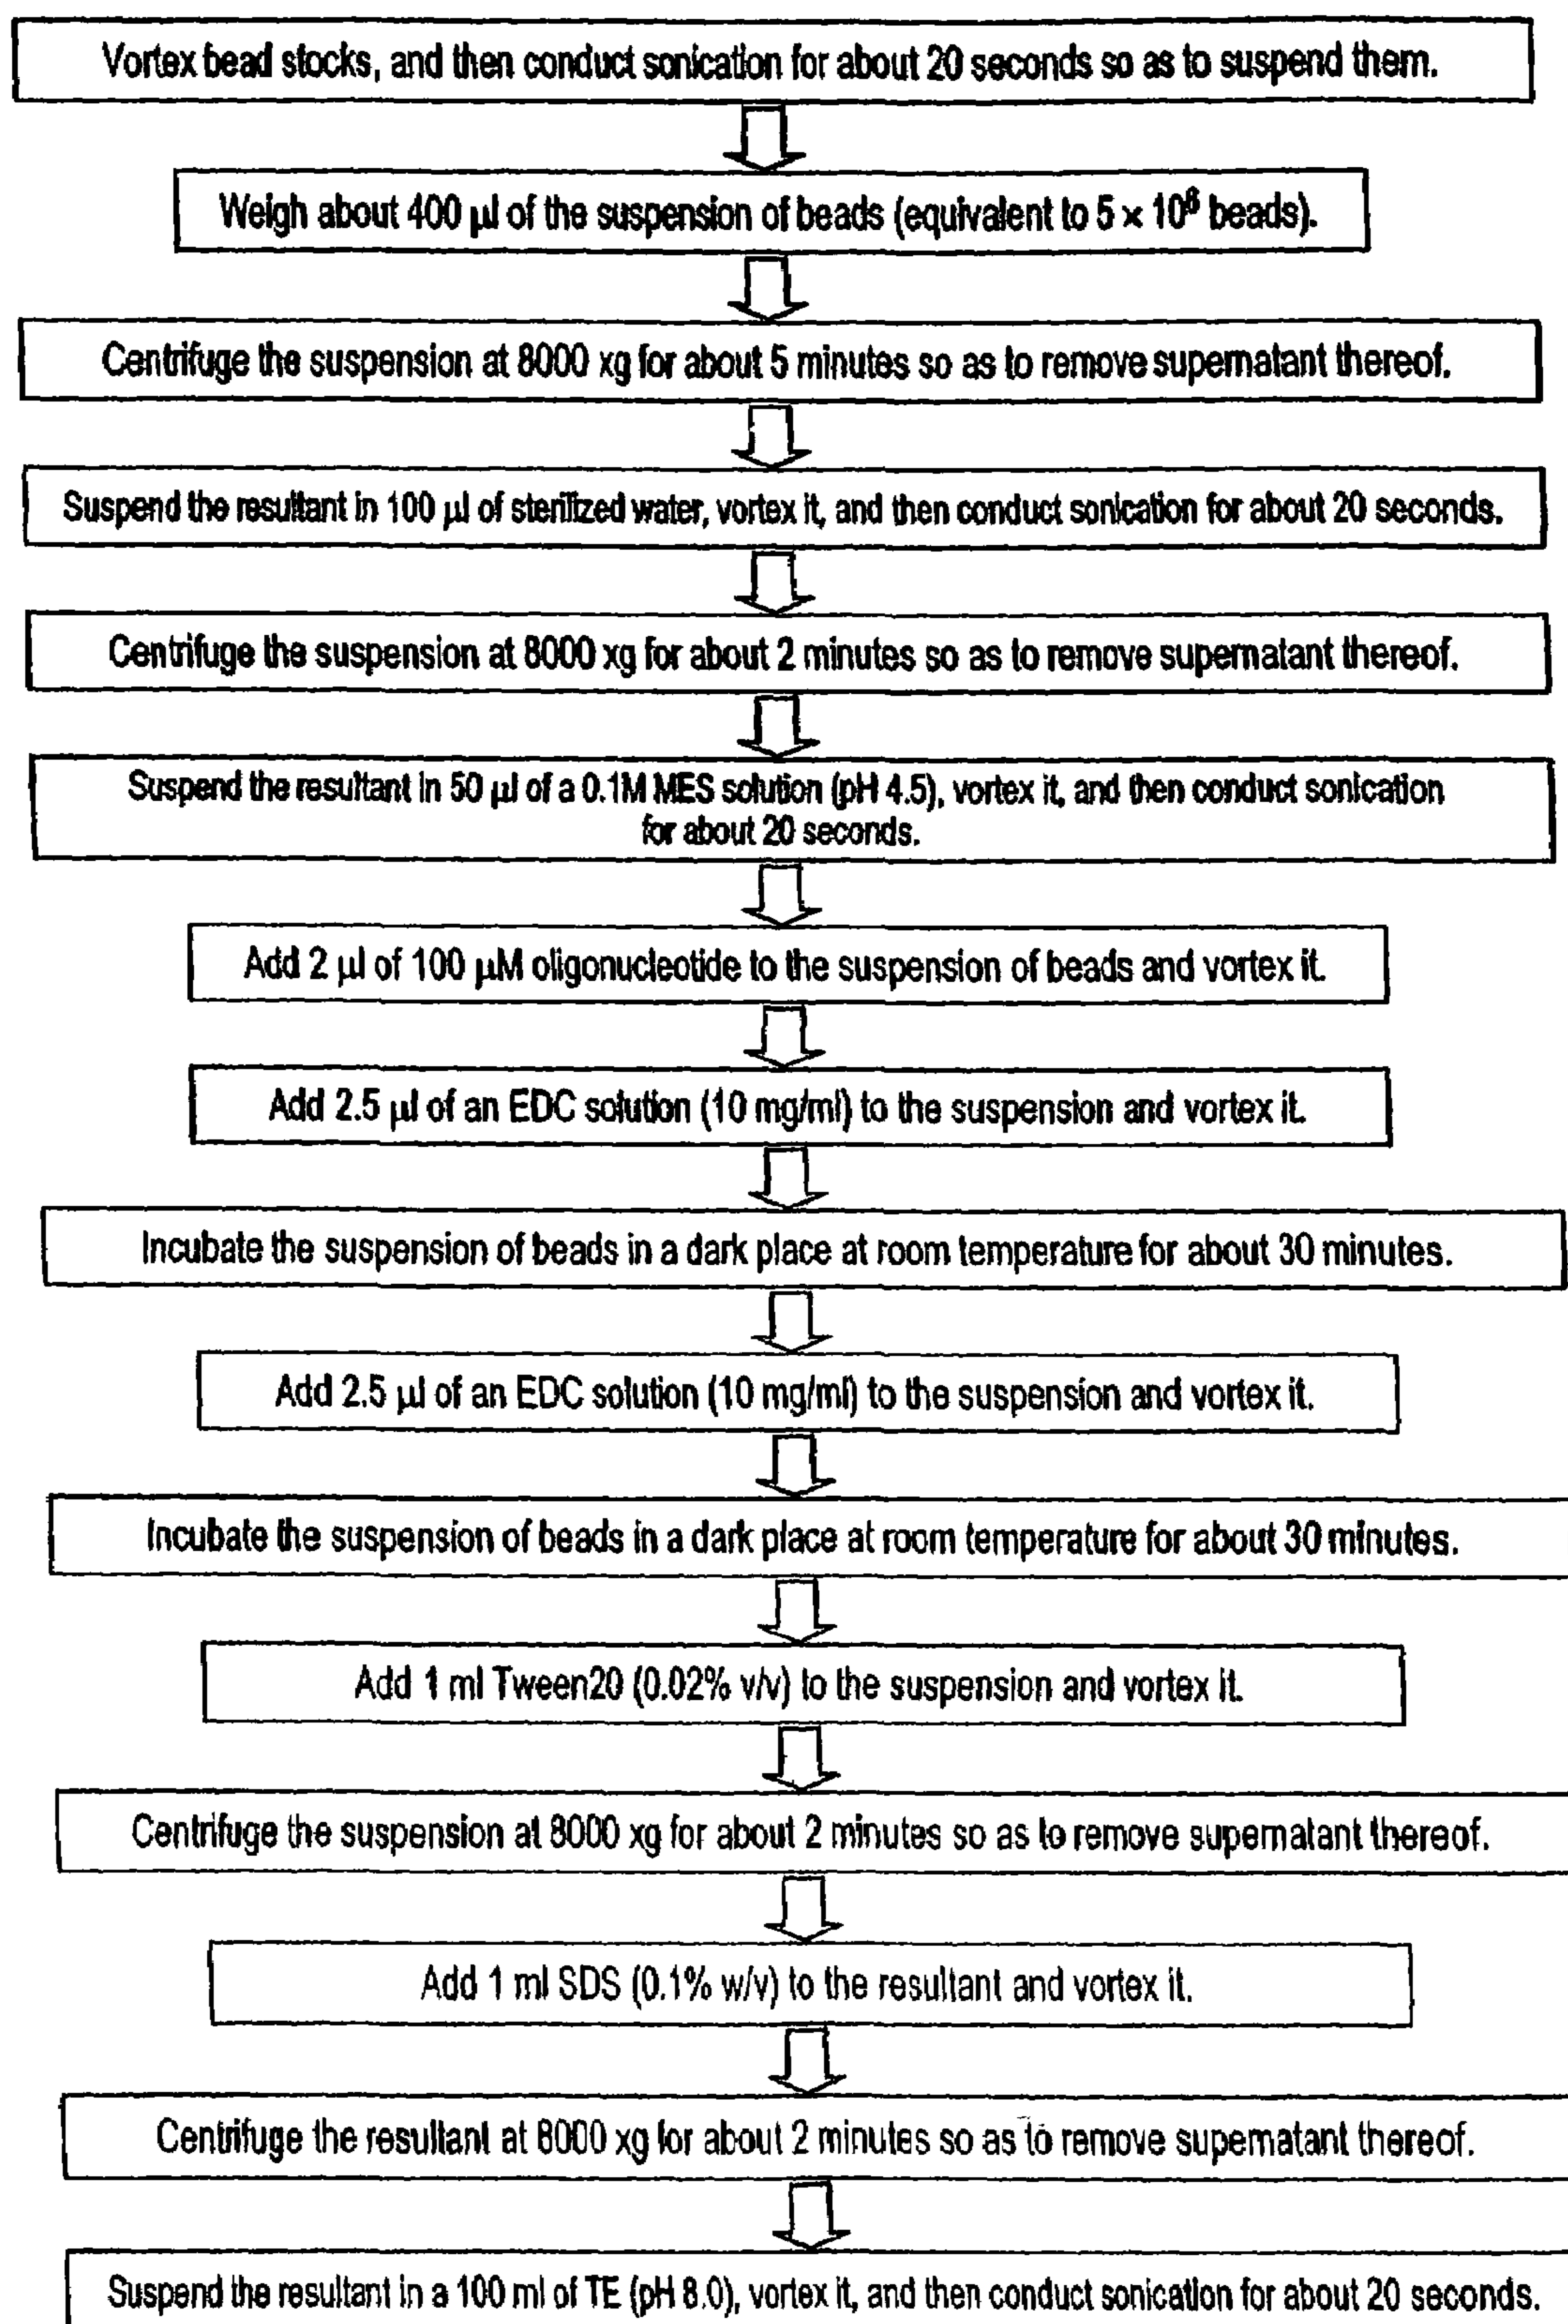 Vortex bead stocks, and then conduct sonication for about 20 seconds so as to suspend them.
Weigh about 400 µl of the suspension of beads (equivalent to 5 × 10⁶ beads).
Centrifuge the suspension at 8000 xg for about 5 minutes so as to remove supernatant thereof.
Suspend the resultant in 100 µl of sterilized water, vortex it, and then conduct sonication for about 20 seconds.
Centrifuge the suspension at 8000 xg for about 2 minutes so as to remove supernatant thereof.
Suspend the resultant in 50 µl of a 0.1M MES solution (pH 4.5), vortex it, and then conduct sonication
for about 20 seconds.
Add 2 µl of 100 µM oligonucleotide to the suspension of beads and vortex it.
Add 2.5 µl of an EDC solution (10 mg/ml) to the suspension and vortex it.
Incubate the suspension of beads in a dark place at room temperature for about 30 minutes.
Add 2.5 µl of an EDC solution (10 mg/ml) to the suspension and vortex it.
Incubate the suspension of beads in a dark place at room temperature for about 30 minutes.
Add 1 ml Tween20 (0.02% v/v) to the suspension and vortex it.
Centrifuge the suspension at 8000 xg for about 2 minutes so as to remove supernatant thereof.
Add 1 ml SDS (0.1% w/v) to the resultant and vortex it.
Centrifuge the resultant at 8000 xg for about 2 minutes so as to remove supernatant thereof.
Suspend the resultant in a 100 ml of TE (pH 8.0), vortex it, and then conduct sonication for about 20 seconds.